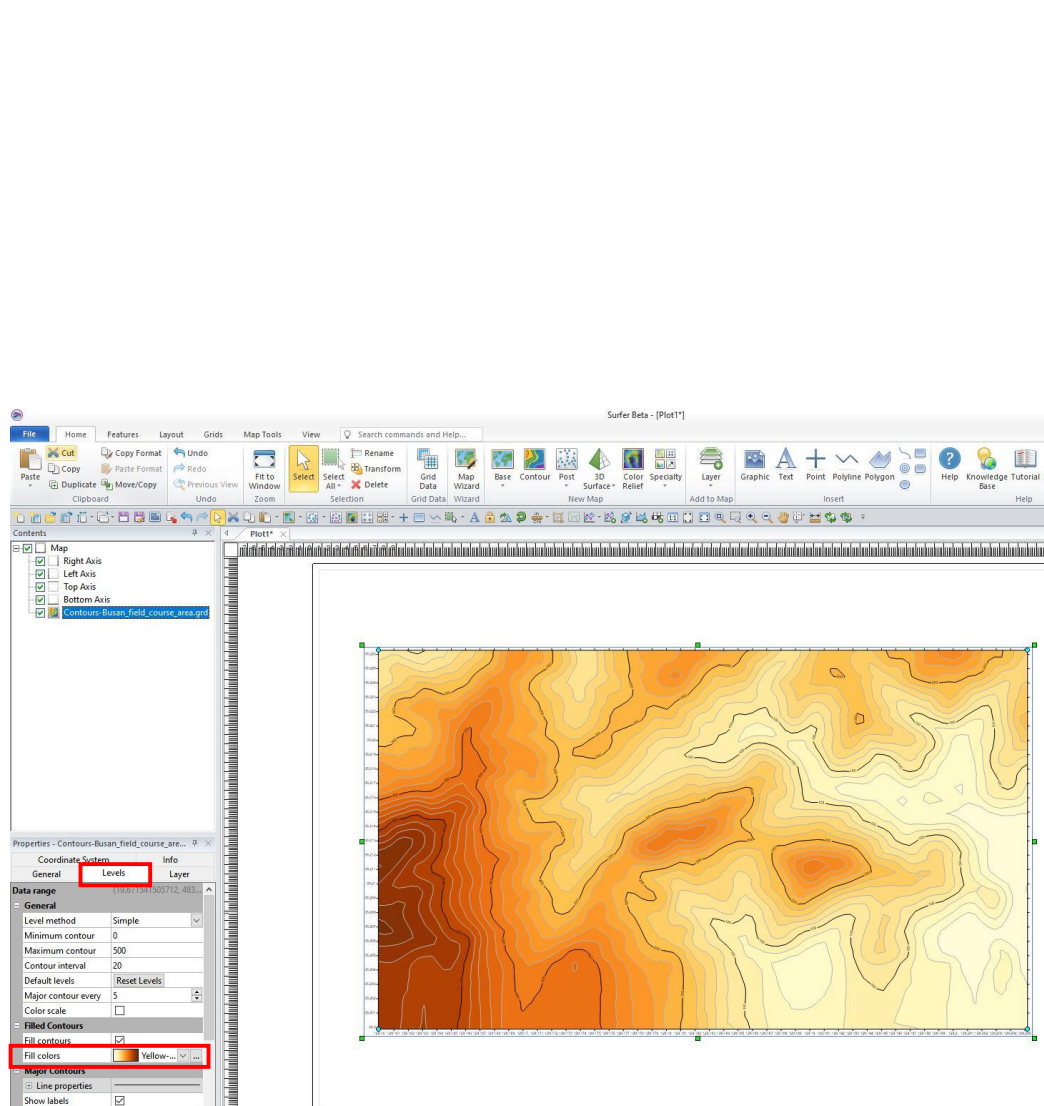 Surfer Beta - [Plot1*]
File Home Features Layout Grids Map Tools View Search commands and Help...
Paste Cut Copy Duplicate Copy Format Paste Format Move/Copy Undo Redo Previous View Fit to Window Select Select All Rename Transform Delete Grid Data Map Wizard Base Contour Post 3D Surface Color Relief Specialty Layer Graphic Text Point Polyline Polygon Help Knowledge Base Tutorial
Clipboard Undo Zoom Selection Grid Data Wizard New Map Add to Map Insert Help
Contents Plot1*
Map
Right Axis
Left Axis
Top Axis
Bottom Axis
Contours-Busan_field_course_area.grd
Properties - Contours-Busan_field_course_are...
Coordinate System Info
General Levels Layer
Data range (19.671541505712, 483...
General
Level method Simple
Minimum contour 0
Maximum contour 500
Contour interval 20
Default levels Reset Levels
Major contour every 5
Color scale
Filled Contours
Fill contours
Fill colors Yellow-... ...
Major Contours
Line properties
Show labels